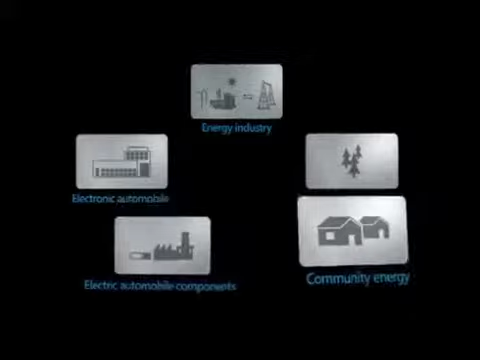 Energy industry
Electronic automobile
Electric automobile components
Community energy